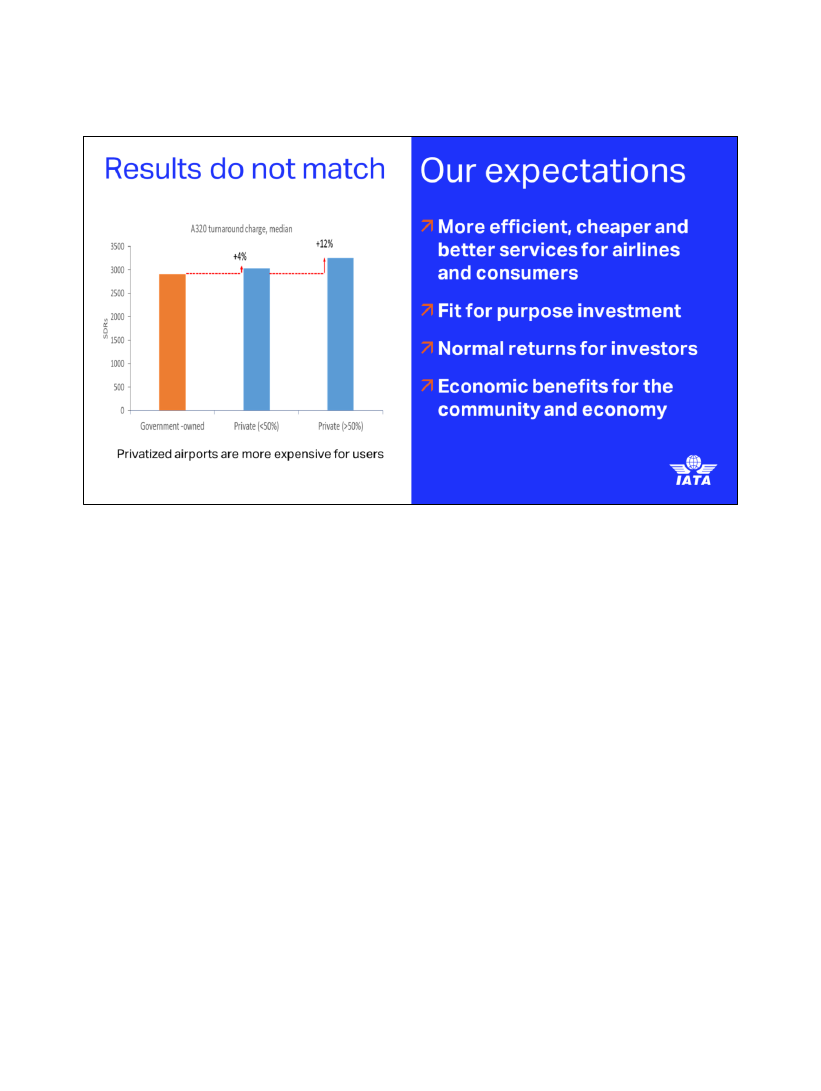 Results do not match
A320 turnaround charge, median
+12%
+4%
3500
3000
2500
2000
1500
1000
500
0
SDRs
Government -owned
Private (<50%)
Private (>50%)
Privatized airports are more expensive for users
Our expectations
More efficient, cheaper and
better services for airlines
and consumers
Fit for purpose investment
Normal returns for investors
Economic benefits for the
community and economy
IATA